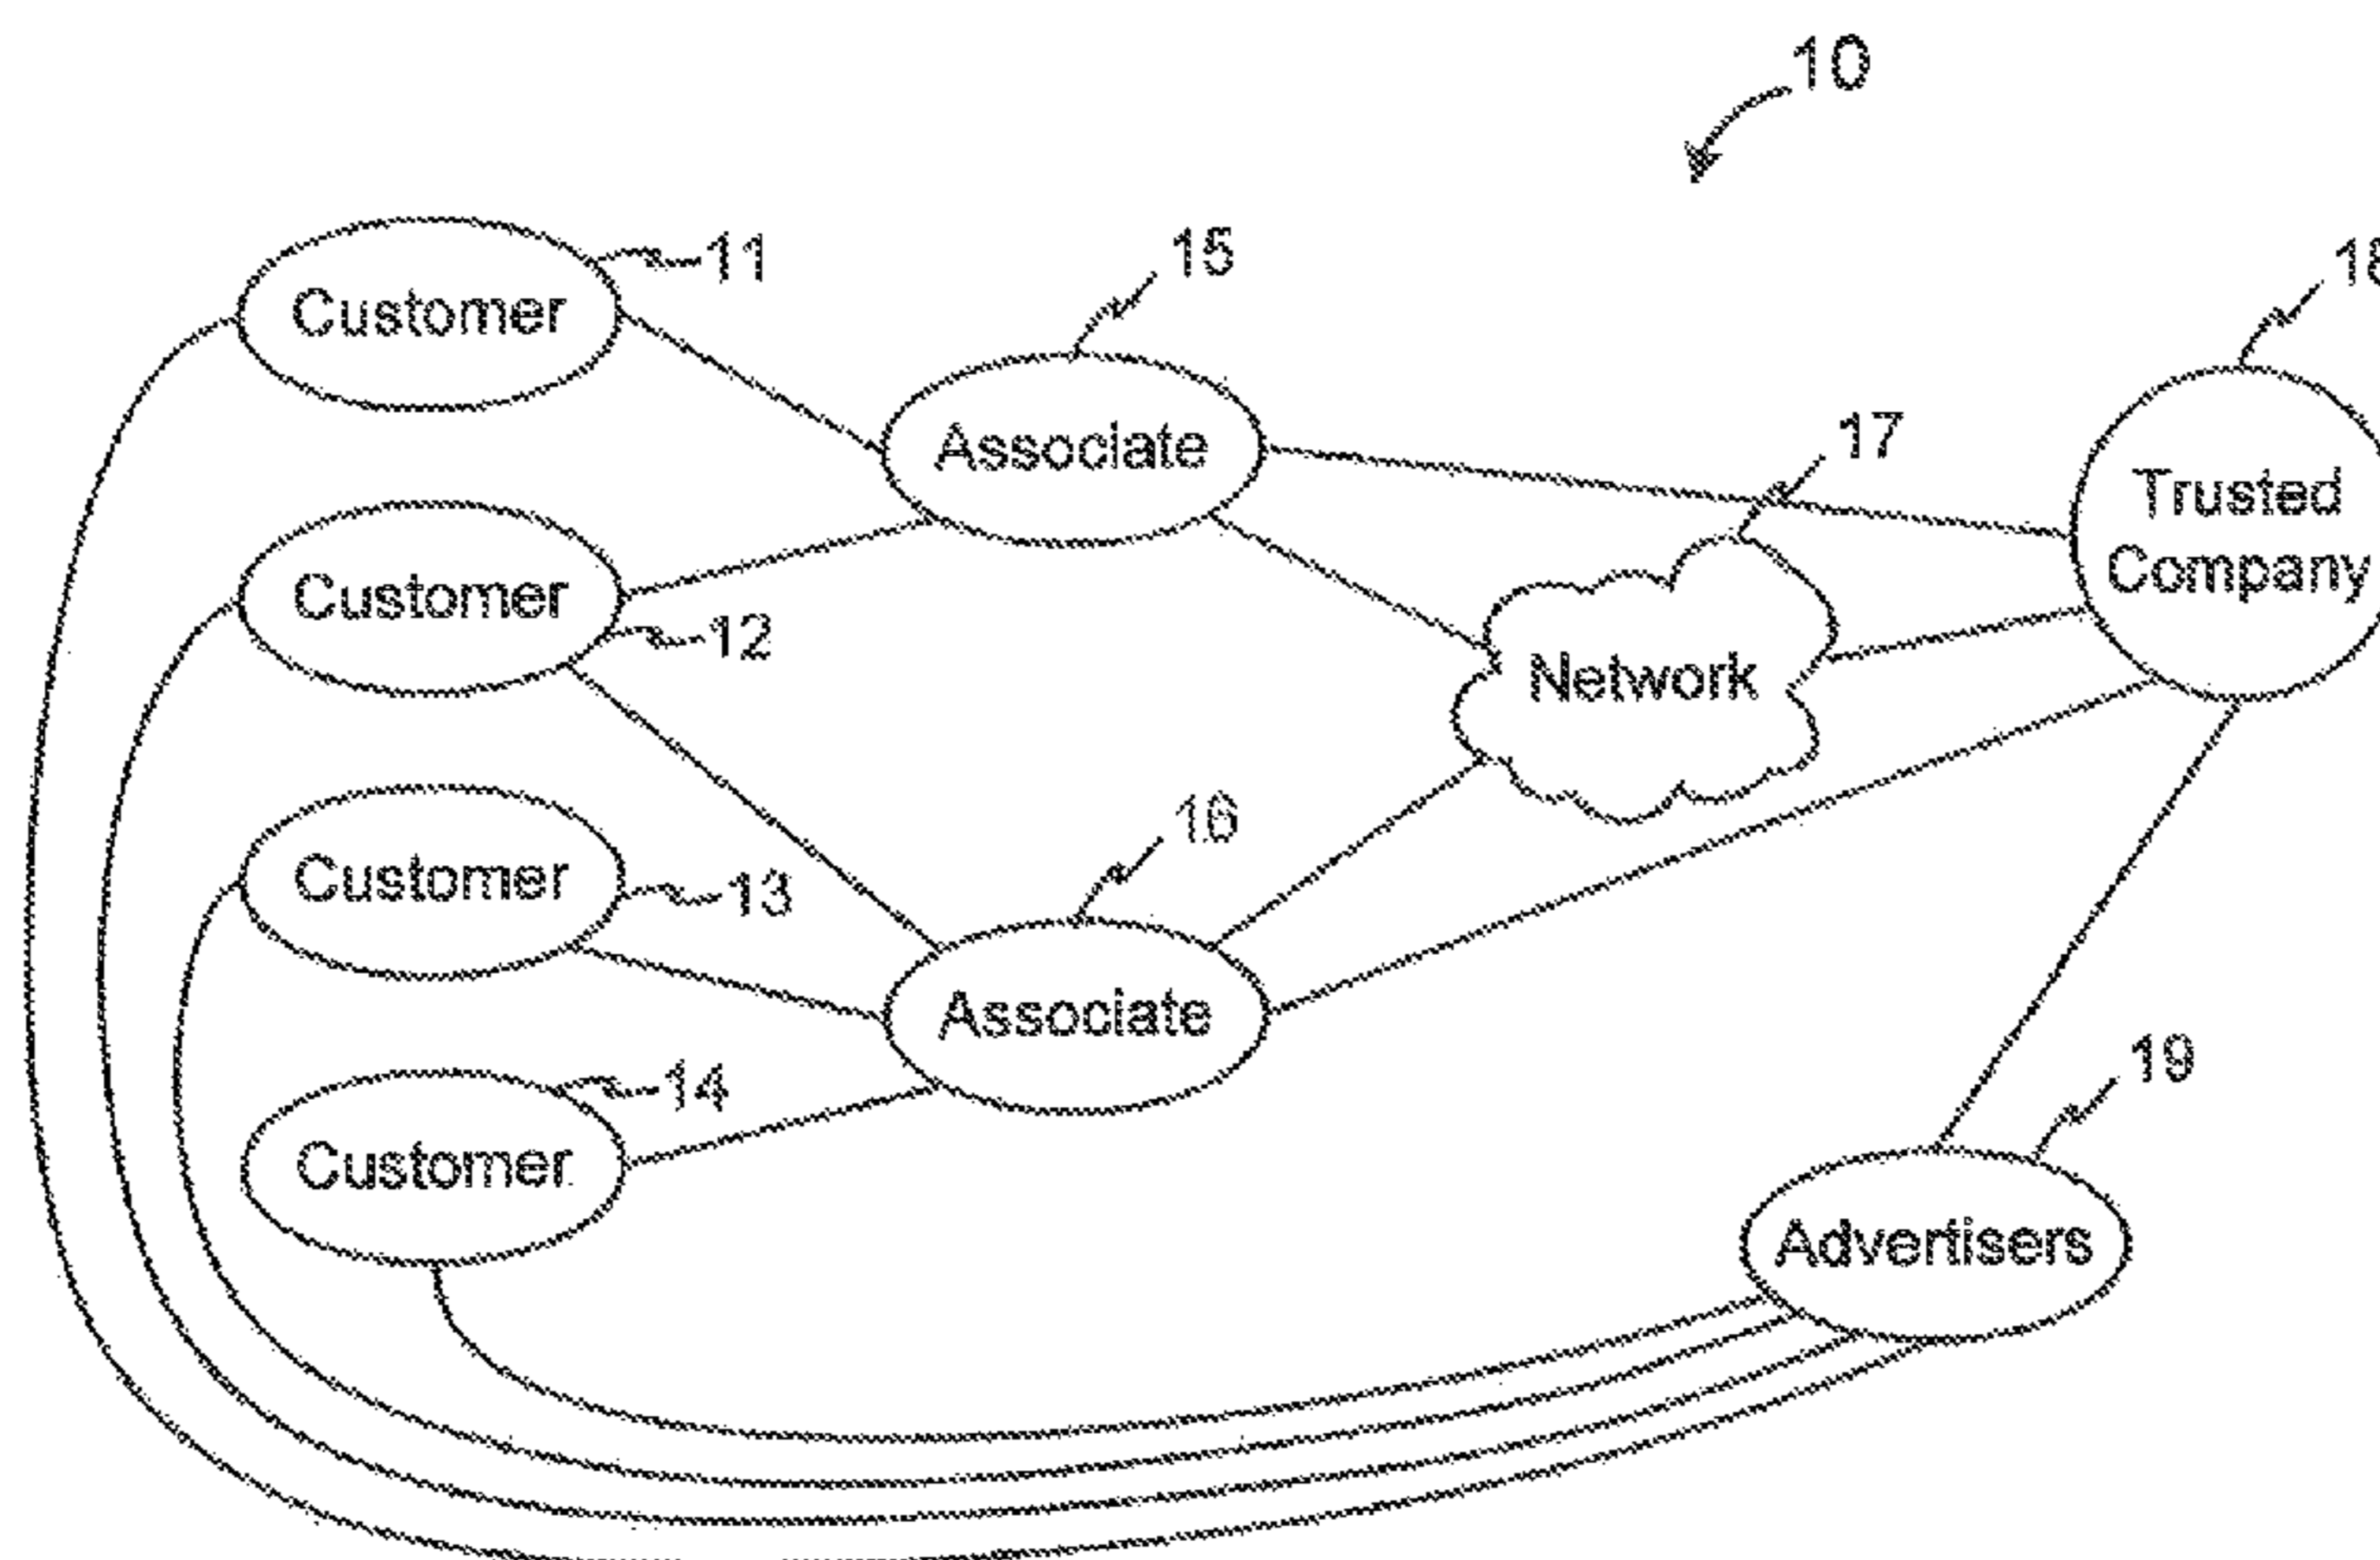 10
11
15
18
Customer
Associate
17
Trusted
Company
Customer
12
Network
16
Customer
13
Associate
14
19
Customer
Advertisers